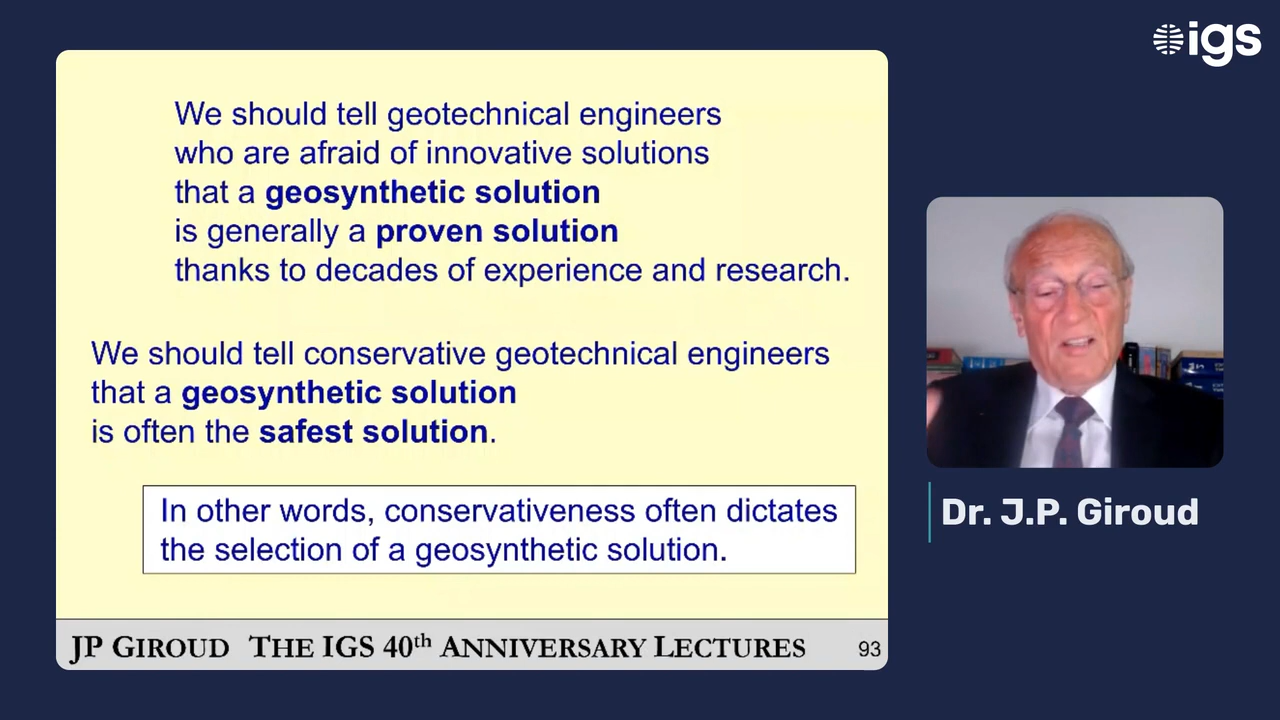 igs
We should tell geotechnical engineers
who are afraid of innovative solutions
that a geosynthetic solution
is generally a proven solution
thanks to decades of experience and research.
We should tell conservative geotechnical engineers
that a geosynthetic solution
is often the safest solution.
In other words, conservativeness often dictates
the selection of a geosynthetic solution.
JP GIROUD THE IGS 40th ANNIVERSARY LECTURES 93
Dr. J.P. Giroud